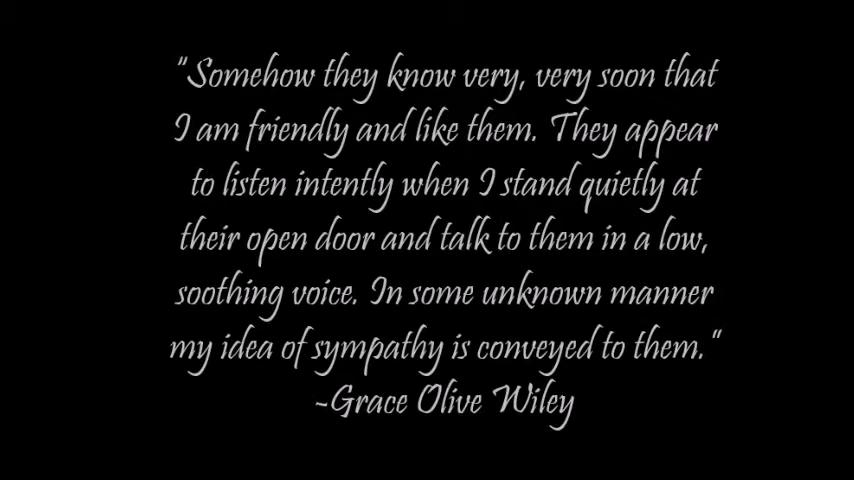 "Somehow they know very, very soon that
I am friendly and like them. They appear
to listen intently when I stand quietly at
their open door and talk to them in a low,
soothing voice. In some unknown manner
my idea of sympathy is conveyed to them."
-Grace Olive Wiley